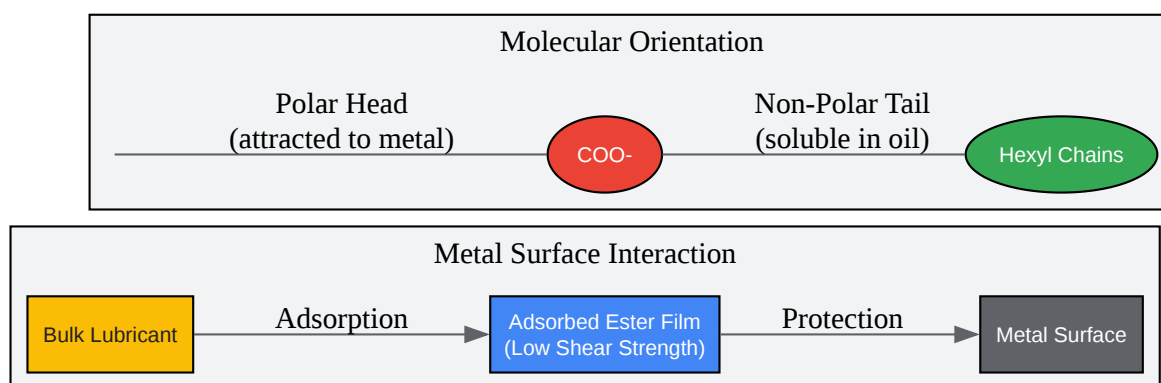 Molecular Orientation
Polar Head
(attracted to metal)
Non-Polar Tail
(soluble in oil)
COO-
Hexyl Chains
Metal Surface Interaction
Bulk Lubricant
Adsorption
Adsorbed Ester Film
(Low Shear Strength)
Protection
Metal Surface